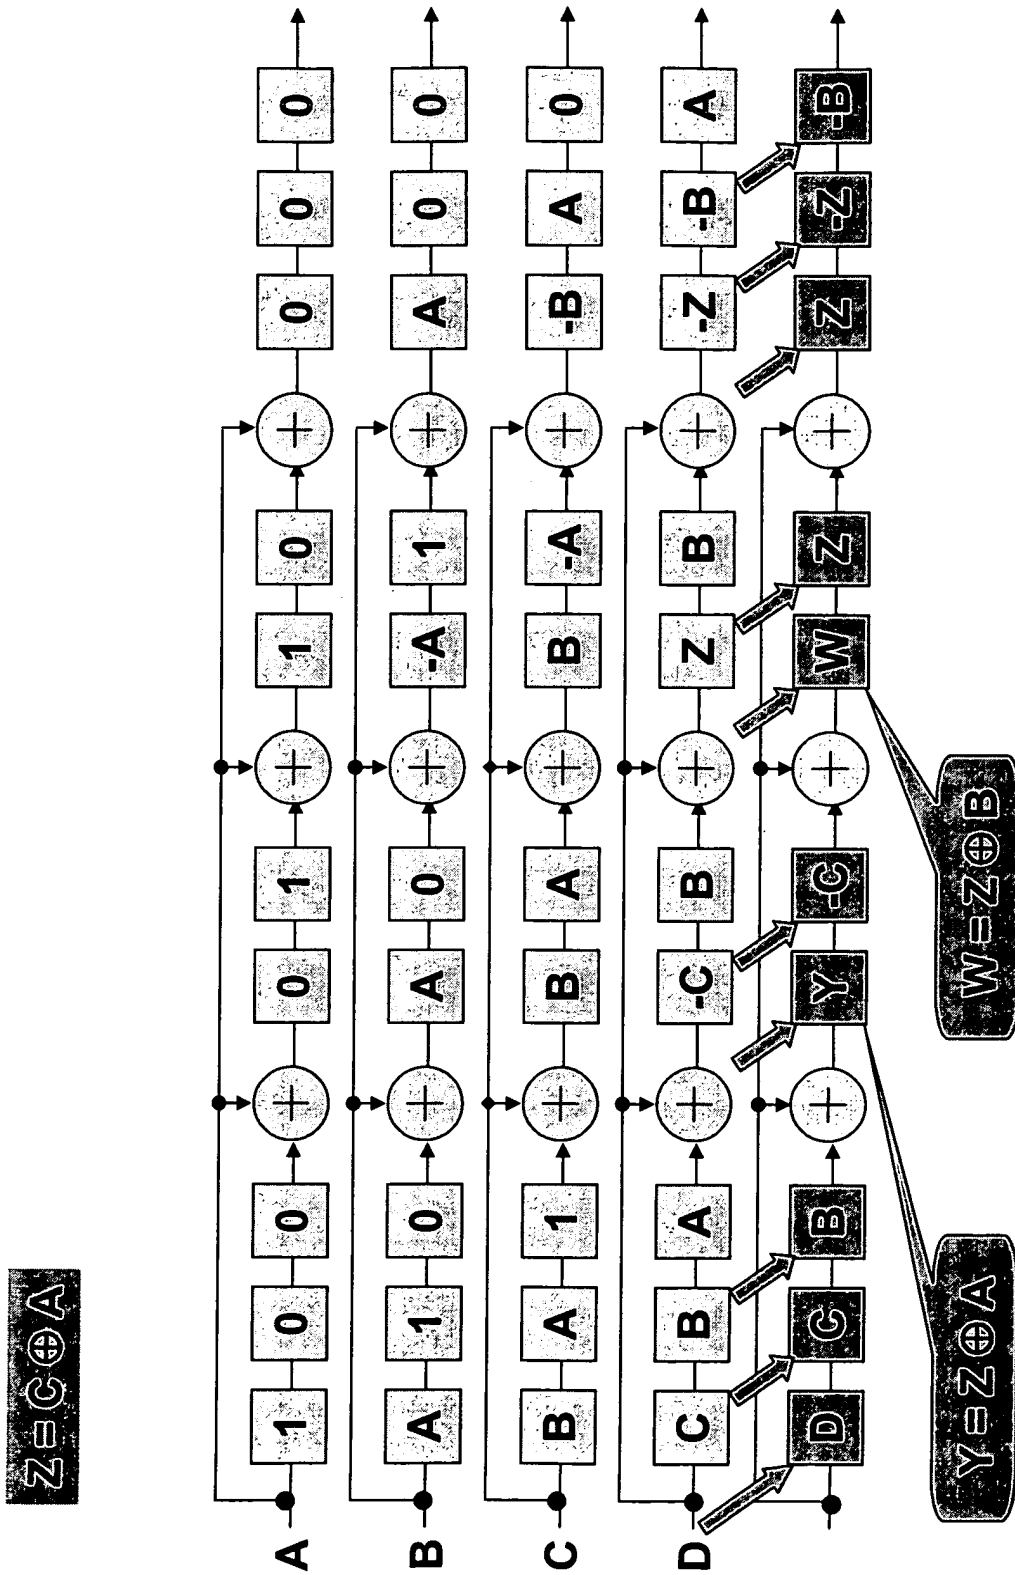 Z = C ⊕ A
A 1 0 0 + 0 1 + 1 0 + 0 0 0
B A 1 0 + A 0 + -A 1 + A 0 0
C B A 1 + B A + B -A + -B A 0
D C B A + -C B + Z B + -Z -B A
D C B + Y -C + W Z + Z -Z -B
Y = Z ⊕ A
W = Z ⊕ B